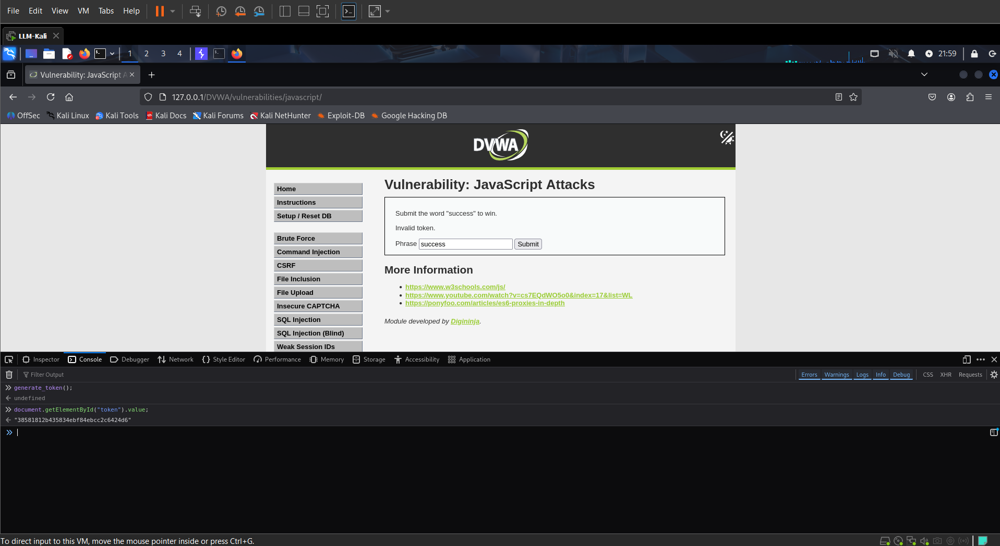 File Edit View VM Tabs Help
LLM-Kali
1 2 3 4
21:59
Vulnerability: JavaScript A
127.0.0.1/DVWA/vulnerabilities/javascript/
OffSec Kali Linux Kali Tools Kali Docs Kali Forums Kali NetHunter Exploit-DB Google Hacking DB
DVWA
Home
Instructions
Setup / Reset DB
Brute Force
Command Injection
CSRF
File Inclusion
File Upload
Insecure CAPTCHA
SQL Injection
SQL Injection (Blind)
Weak Session IDs
Vulnerability: JavaScript Attacks
Submit the word "success" to win.
Invalid token.
Phrase success Submit
More Information
https://www.w3schools.com/js/
https://www.youtube.com/watch?v=cs7EQdWO5o0&index=17&list=WL
https://ponyfoo.com/articles/es6-proxies-in-depth
Module developed by Digininja.
Inspector Console Debugger Network Style Editor Performance Memory Storage Accessibility Application
Filter Output Errors Warnings Logs Info Debug CSS XHR Requests
generate_token();
undefined
document.getElementById("token").value;
"38581812b435834ebf84ebcc2c6424d6"
To direct input to this VM, move the mouse pointer inside or press Ctrl+G.